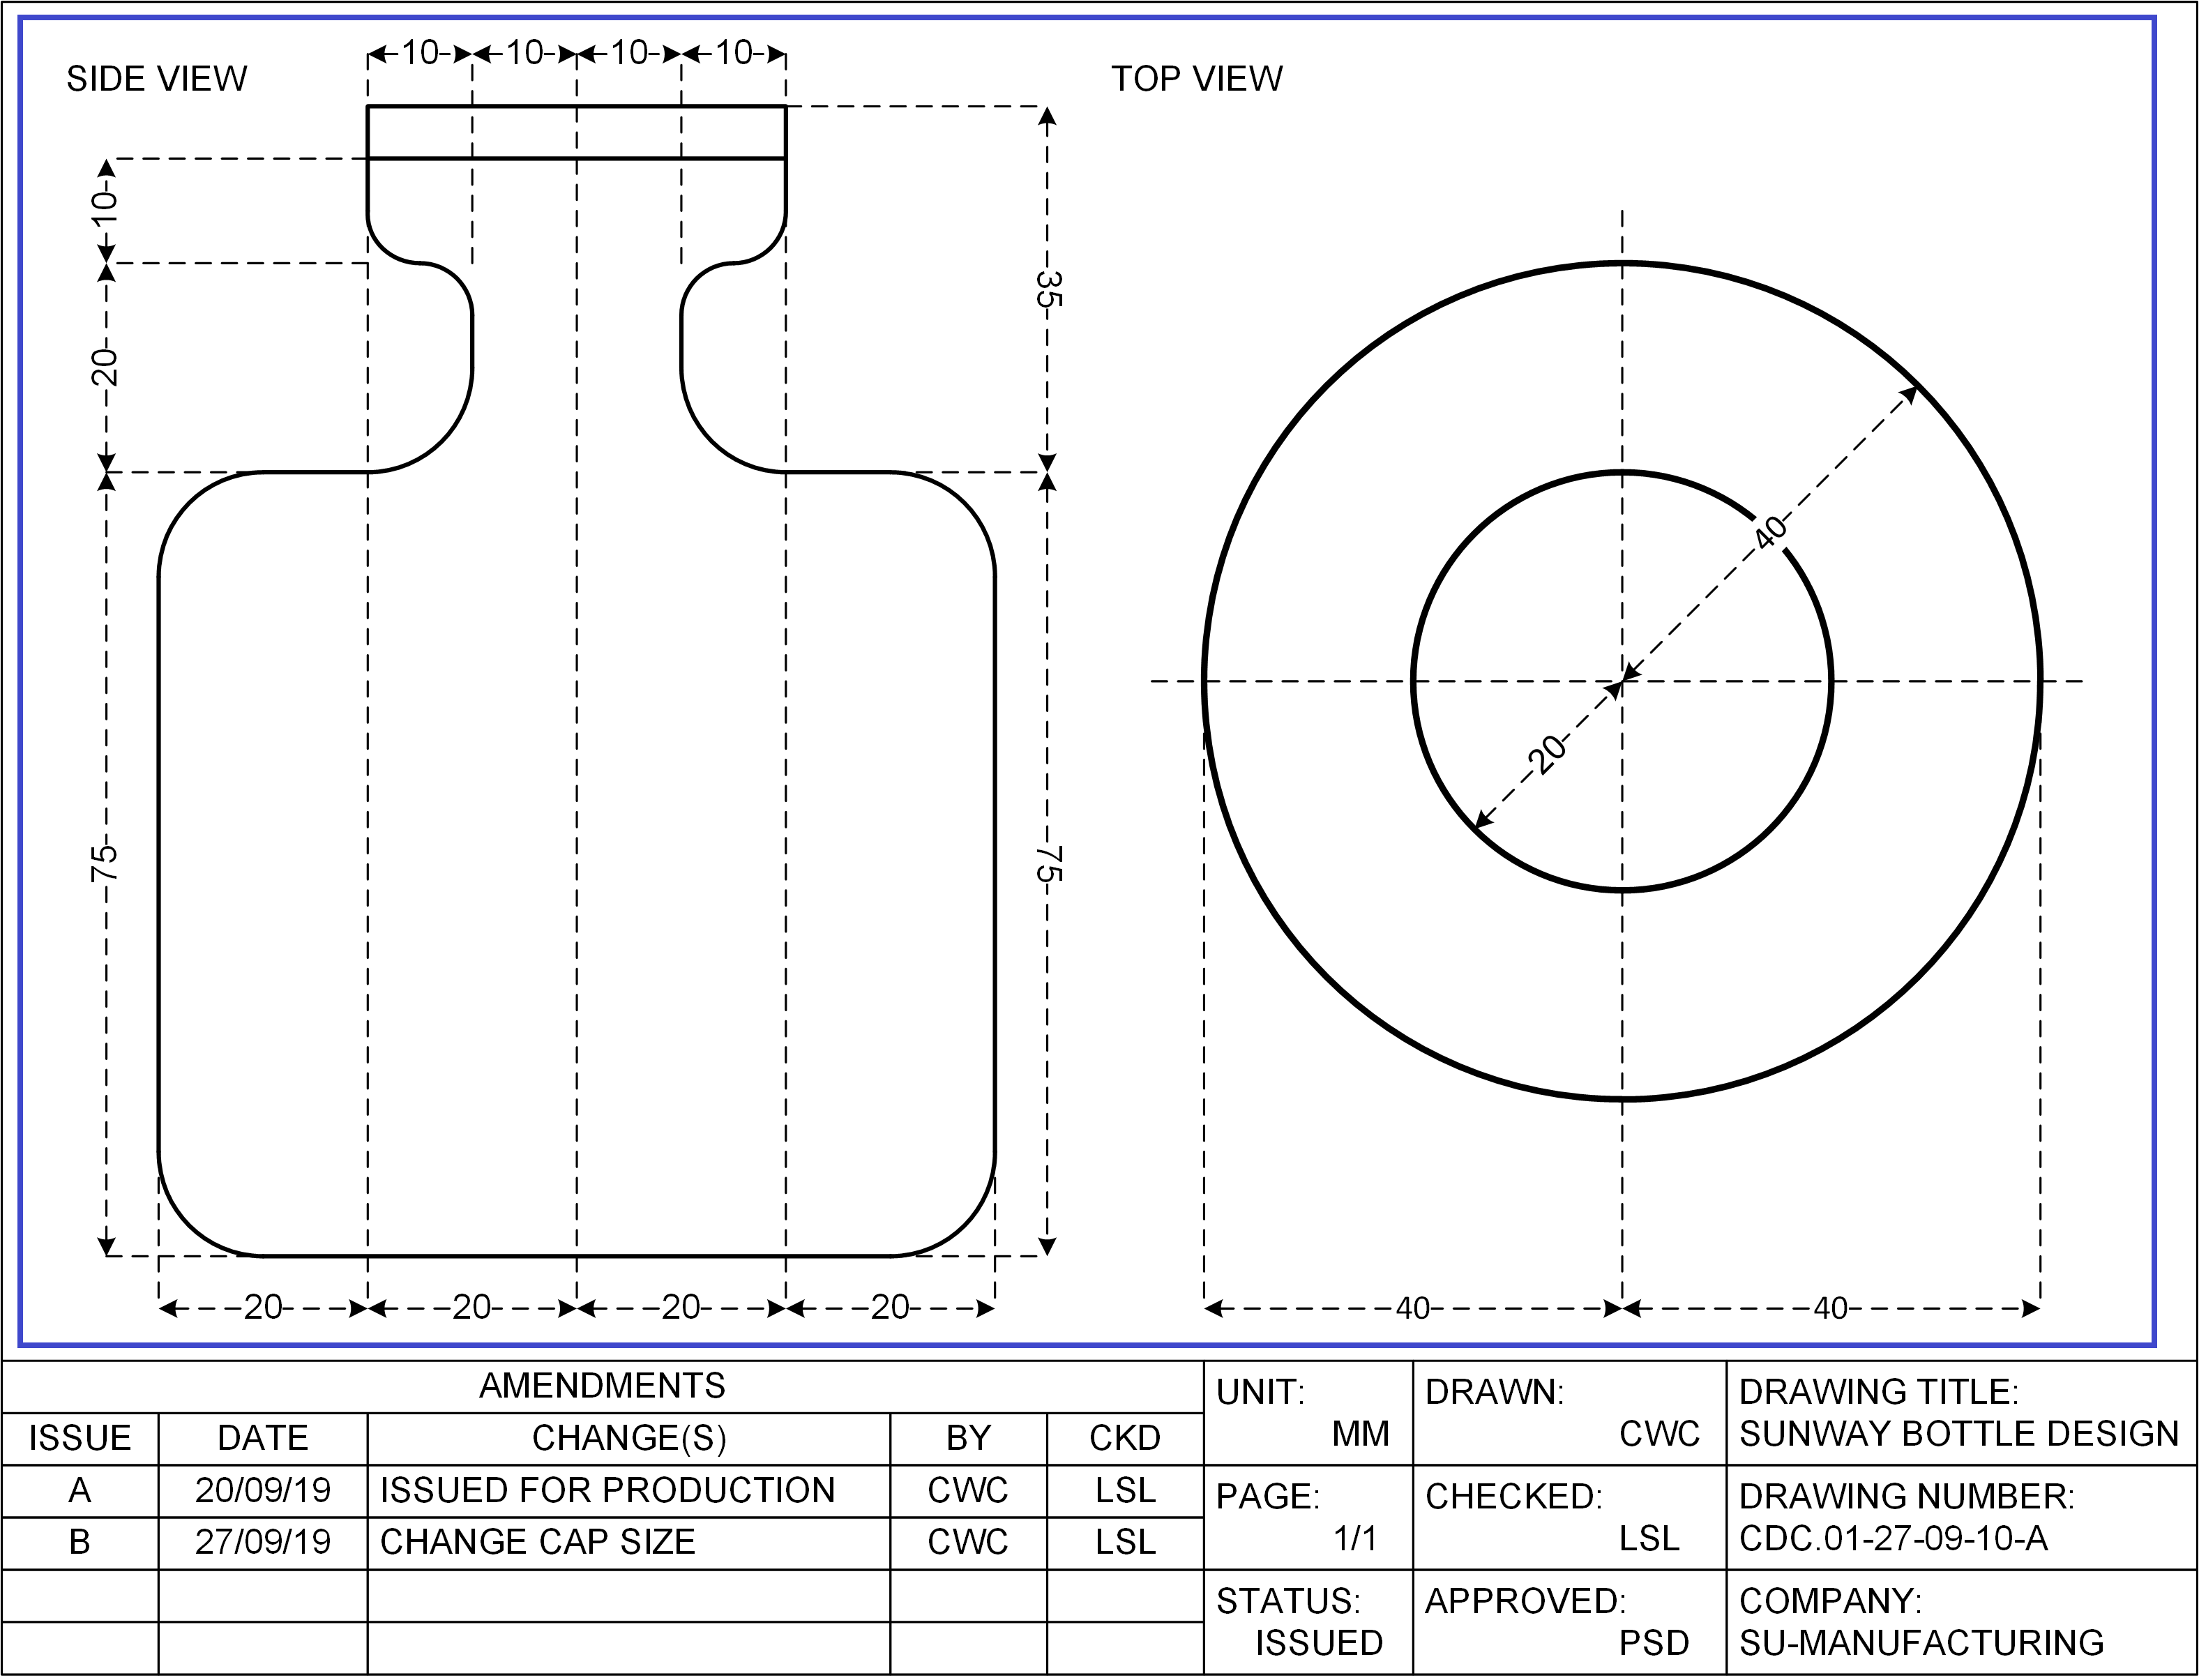 SIDE VIEW
10 10 10 10
TOP VIEW
10
20
75
35
75
20 20 20 20
40
20
40 40
AMENDMENTS
ISSUE DATE CHANGE(S) BY CKD
A 20/09/19 ISSUED FOR PRODUCTION CWC LSL
B 27/09/19 CHANGE CAP SIZE CWC LSL
UNIT:
MM
DRAWN:
CWC
DRAWING TITLE:
SUNWAY BOTTLE DESIGN
PAGE:
1/1
CHECKED:
LSL
DRAWING NUMBER:
CDC.01-27-09-10-A
STATUS:
ISSUED
APPROVED:
PSD
COMPANY:
SU-MANUFACTURING